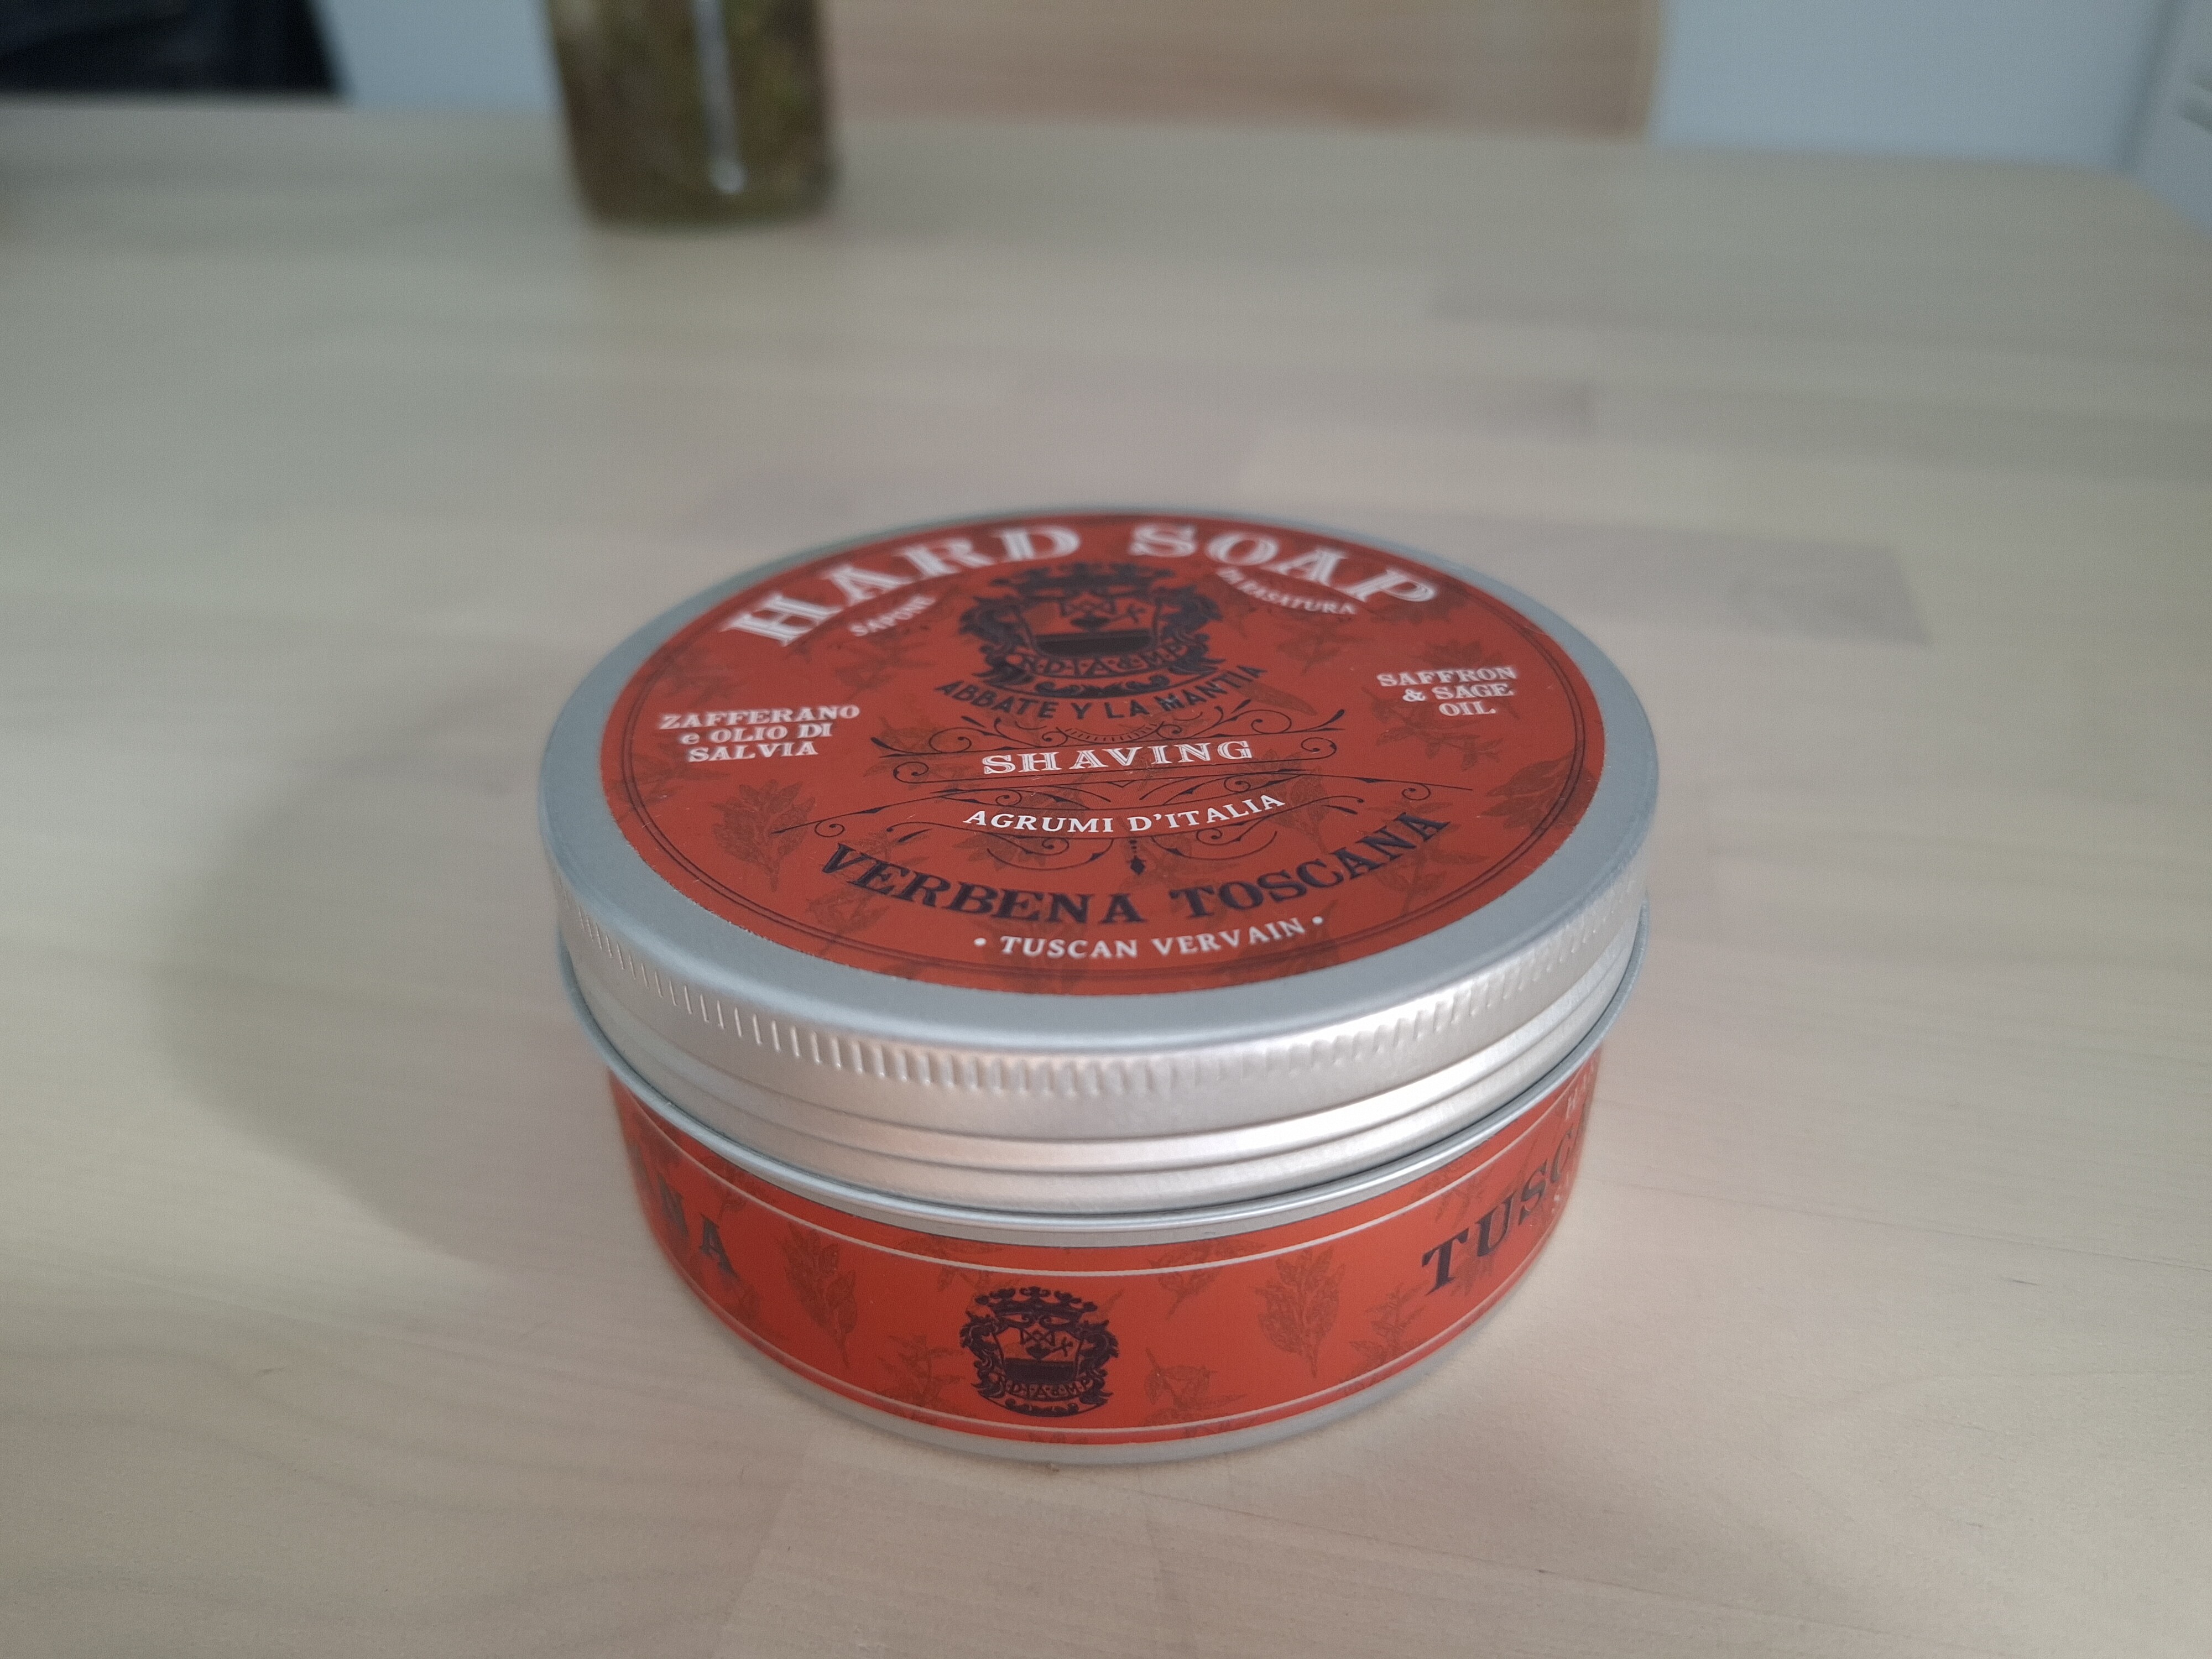 HARD SOAP
SAPONE DA RASATURA
ABBATE Y LA MANTIA
ZAFFERANO
e OLIO DI
SALVIA
SAFFRON
& SAGE
OIL
SHAVING
AGRUMI D'ITALIA
VERBENA TOSCANA
• TUSCAN VERVAIN •
NA
TUSC